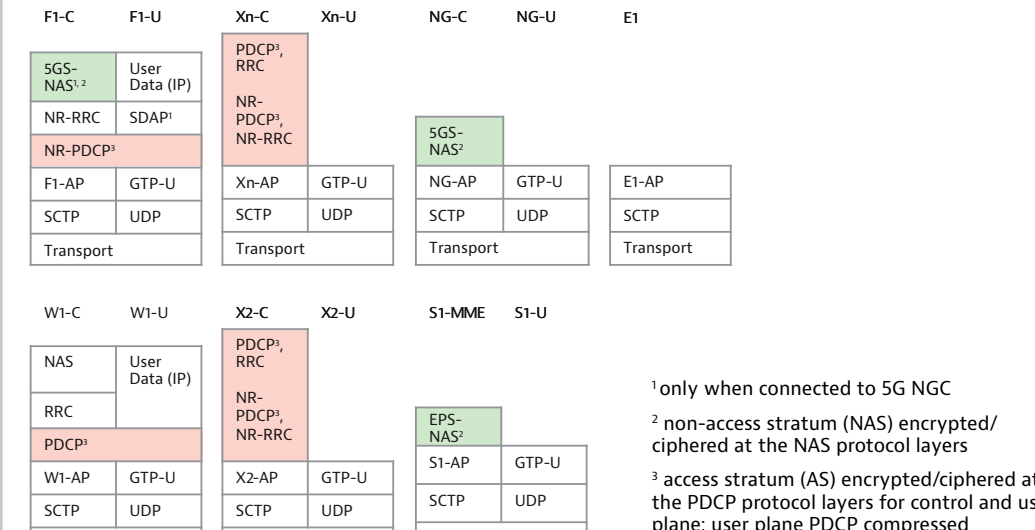 F1-C F1-U Xn-C Xn-U NG-C NG-U E1
5GS-
NAS¹, ²
User
Data (IP)
NR-RRC SDAP¹
NR-PDCP³
F1-AP GTP-U
SCTP UDP
Transport
PDCP³,
RRC
NR-
PDCP³,
NR-RRC
Xn-AP GTP-U
SCTP UDP
Transport
5GS-
NAS²
NG-AP GTP-U
SCTP UDP
Transport
E1-AP
SCTP
Transport
W1-C W1-U X2-C X2-U S1-MME S1-U
NAS
User
Data (IP)
RRC
PDCP³
W1-AP GTP-U
SCTP UDP
PDCP³,
RRC
NR-
PDCP³,
NR-RRC
X2-AP GTP-U
SCTP UDP
EPS-
NAS²
S1-AP GTP-U
SCTP UDP
¹ only when connected to 5G NGC
² non-access stratum (NAS) encrypted/
ciphered at the NAS protocol layers
³ access stratum (AS) encrypted/ciphered at
the PDCP protocol layers for control and
plane; user plane PDCP compressed